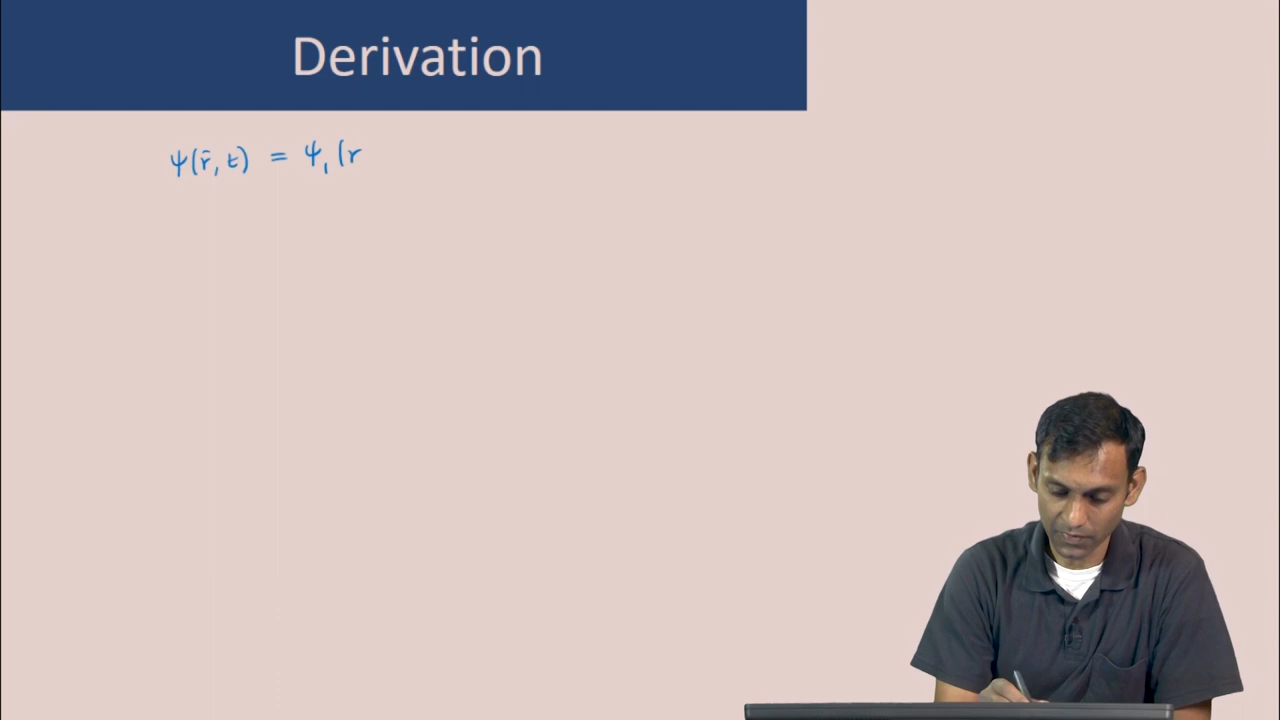 Derivation
ψ(r̄, t) = ψ₁(r